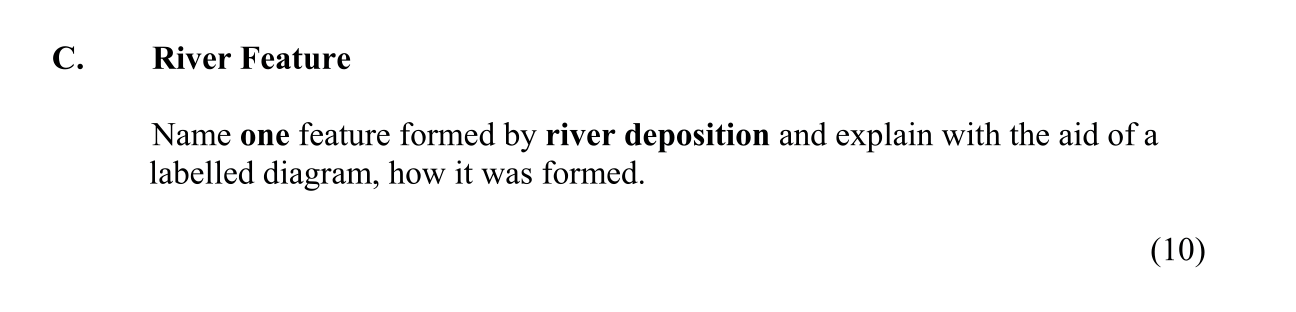 C. River Feature
Name one feature formed by river deposition and explain with the aid of a
labelled diagram, how it was formed.
(10)